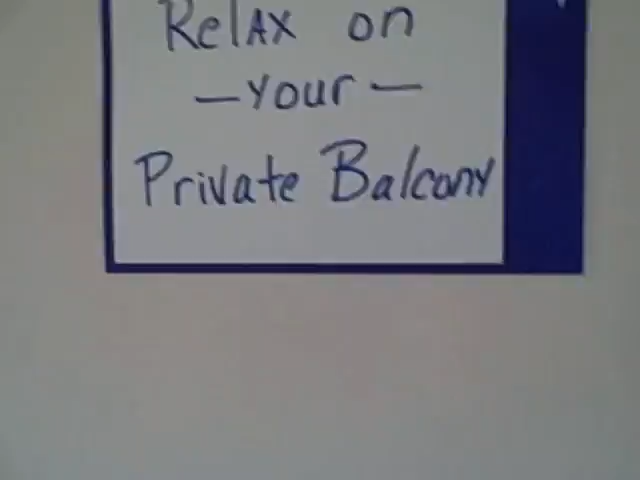 Relax on
— your —
Private Balcony